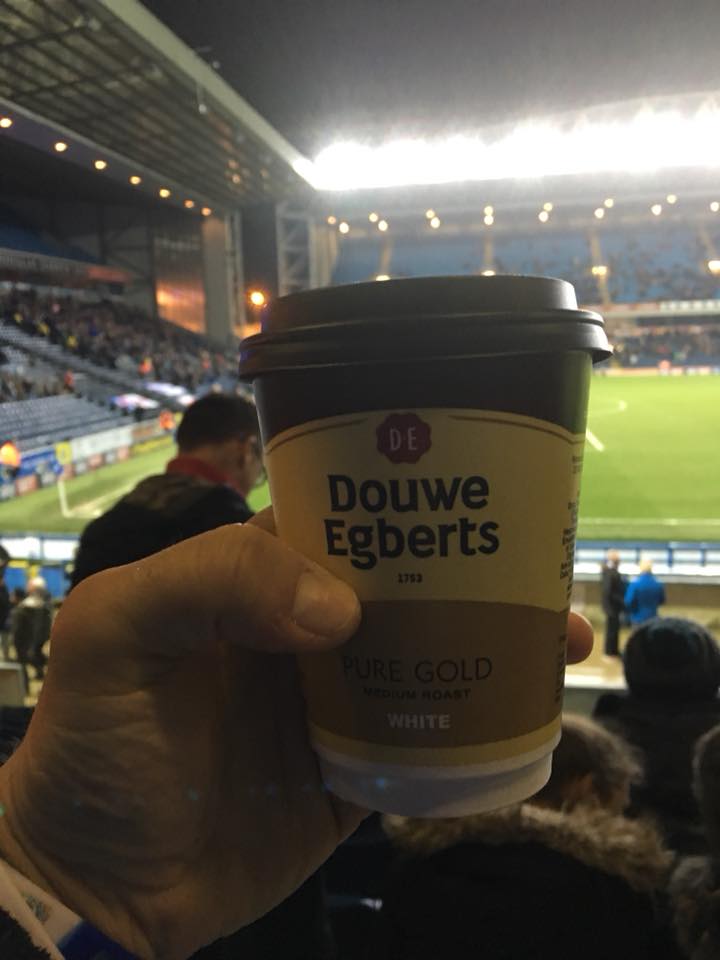 DE
Douwe
Egberts
1753
PURE GOLD
MEDIUM ROAST
WHITE